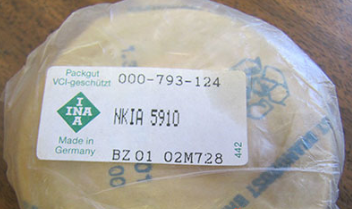 Packgut
VCI-geschützt
000-793-124
INA
NKIA 5910
Made in
Germany
BZ 01 02M728
442